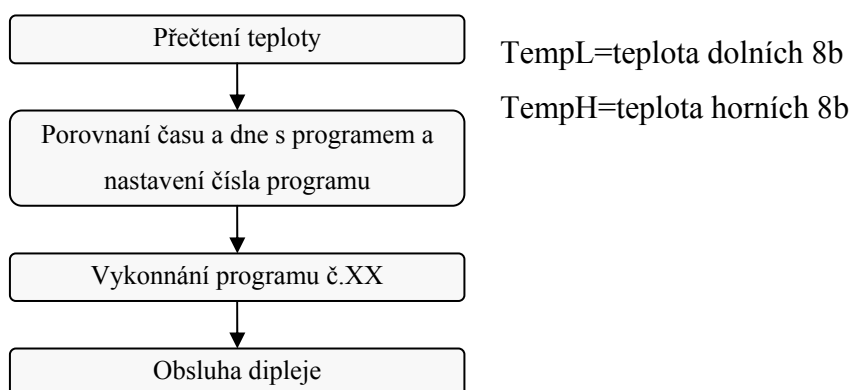 Přečtení teploty
TempL=teplota dolních 8b
TempH=teplota horních 8b
Porovnaní času a dne s programem a
nastavení čísla programu
Vykonnání programu č.XX
Obsluha dipleje